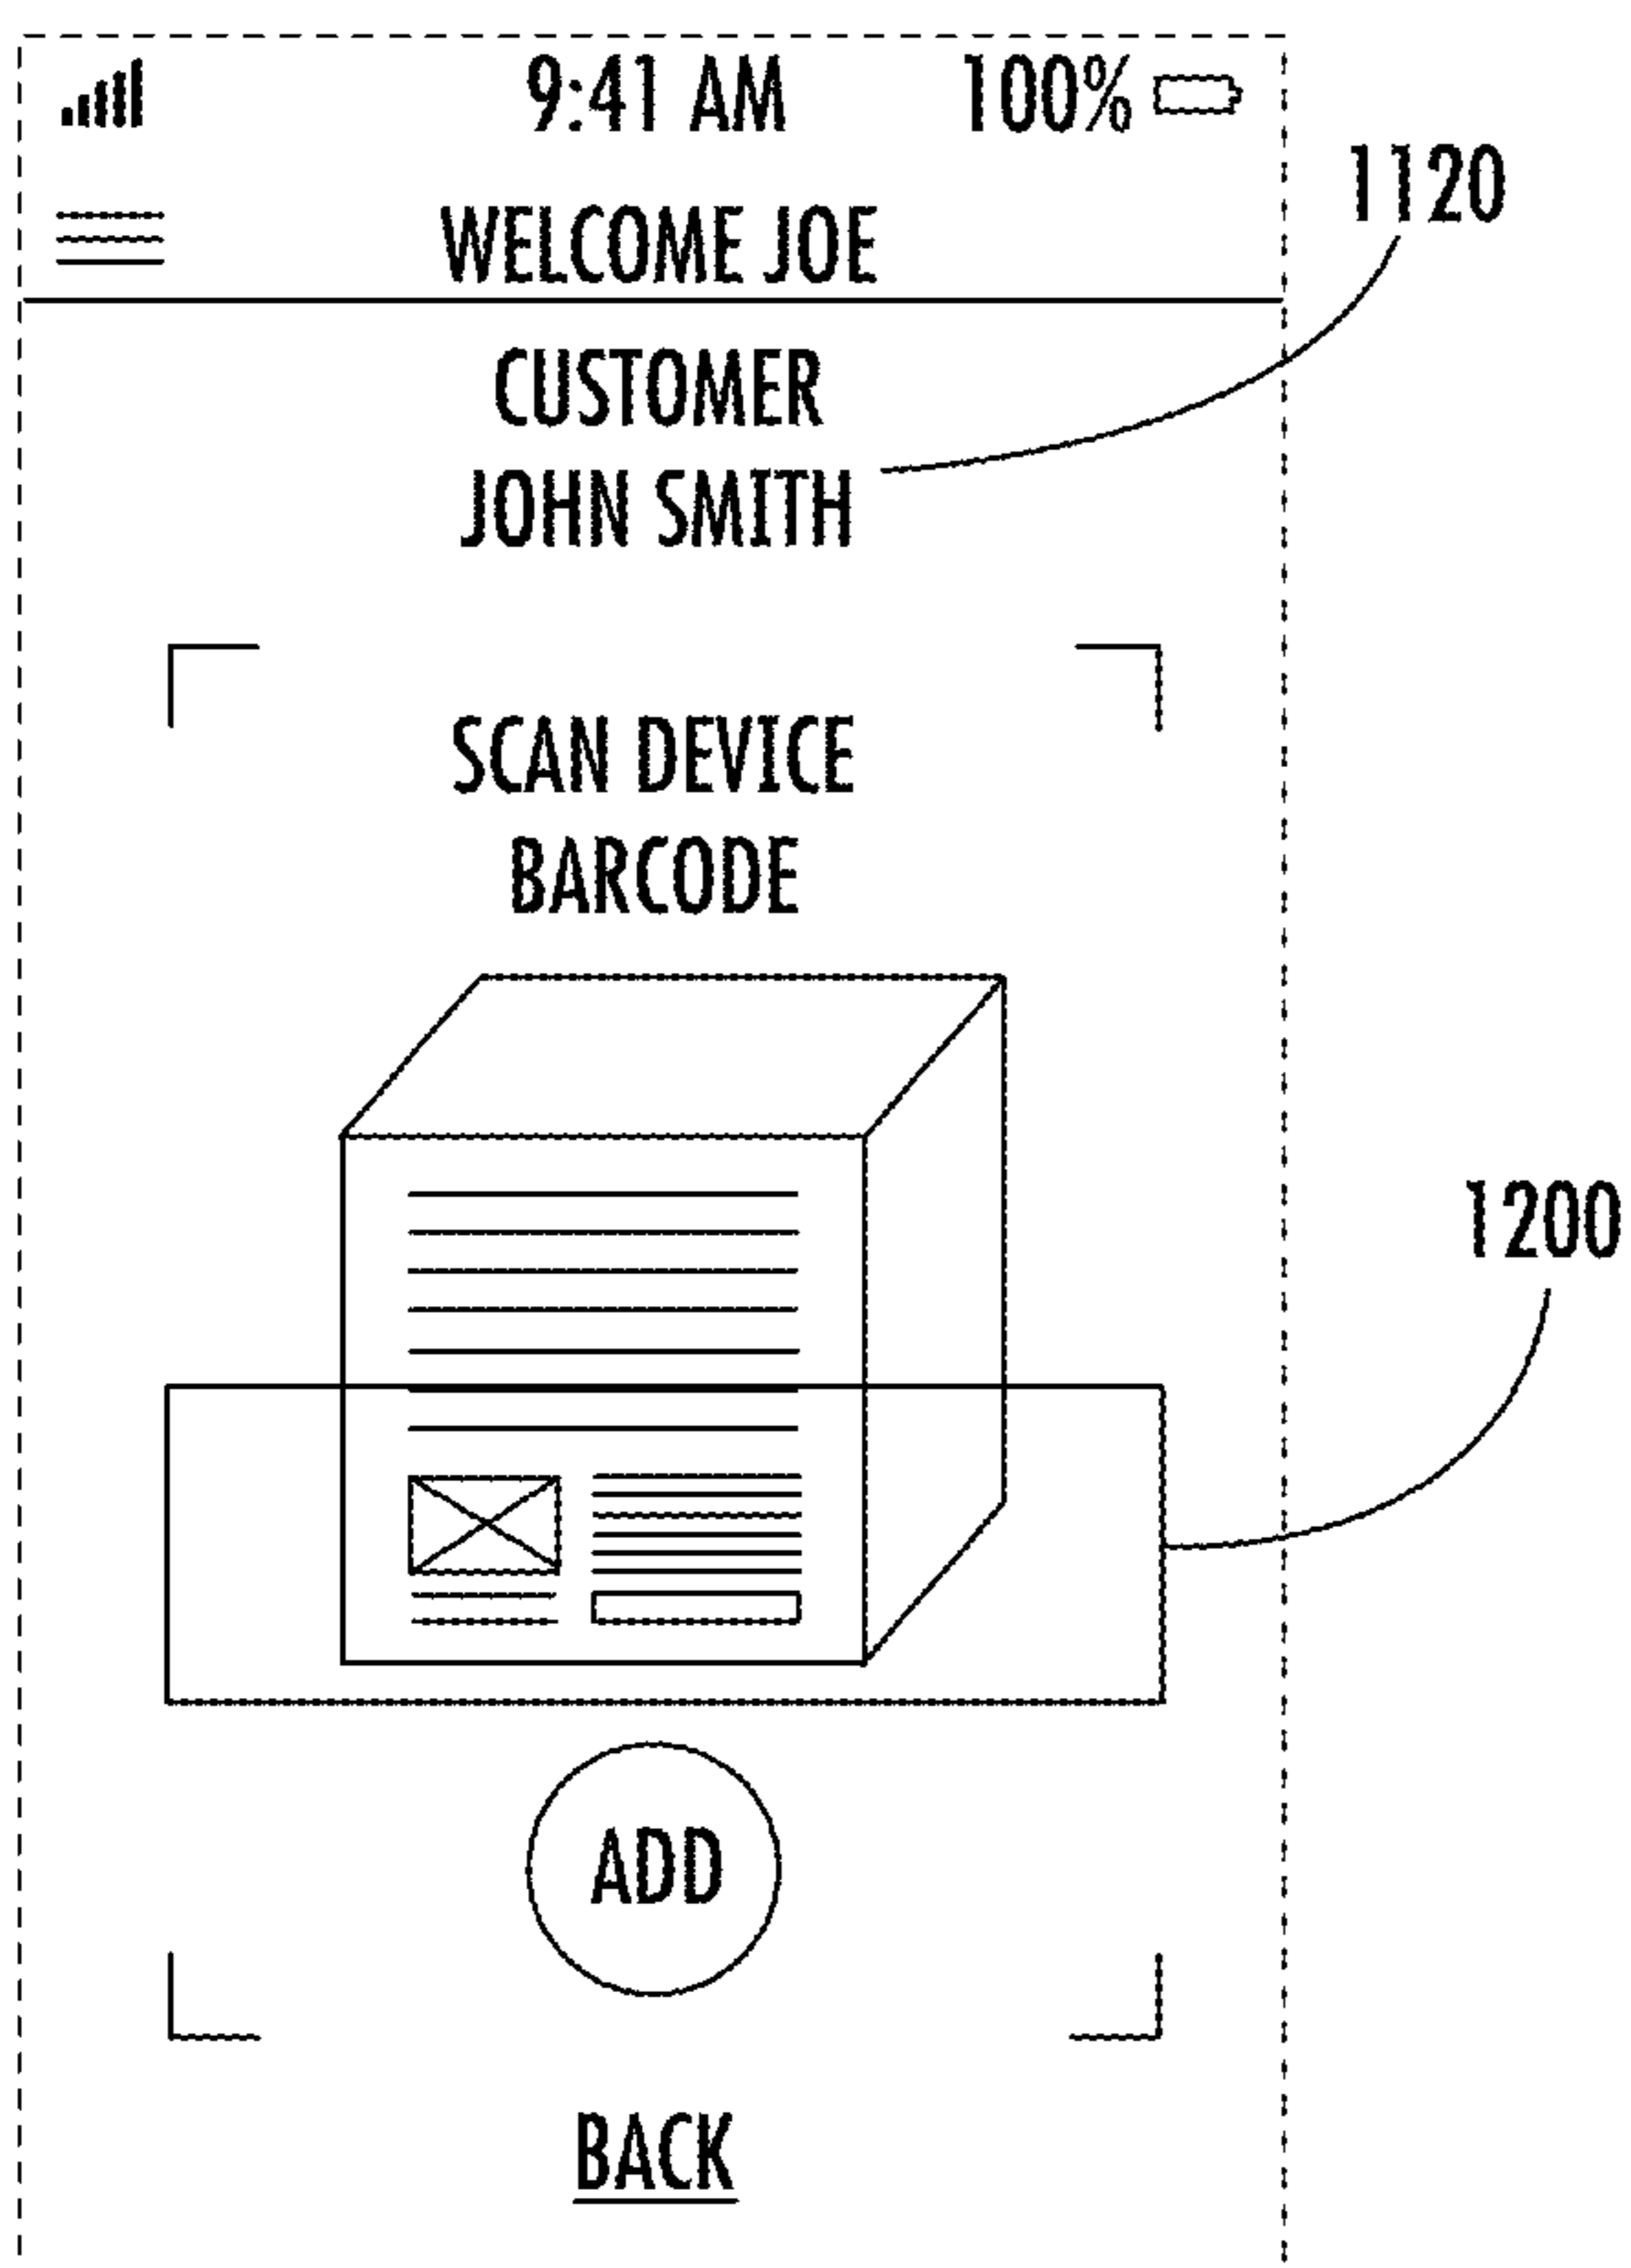 9:41 AM 100%
1120
WELCOME JOE
CUSTOMER
JOHN SMITH
SCAN DEVICE
BARCODE
1200
ADD
BACK